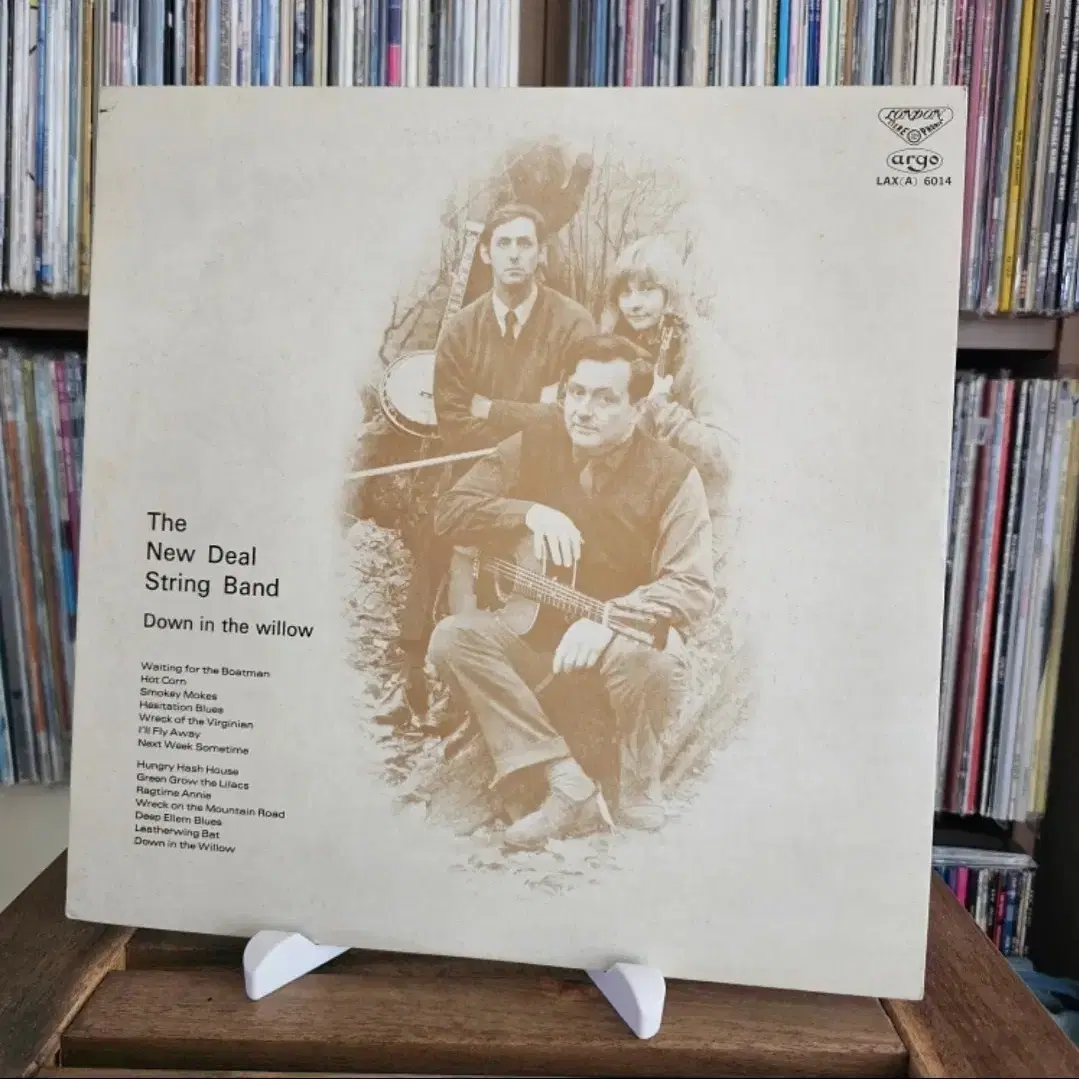 LONDON
STEREO PHONIC
argo
LAX(A) 6014
The
New Deal
String Band
Down in the willow
Waiting for the Boatman
Hot Corn
Smokey Mokes
Hesitation Blues
Wreck of the Virginian
I'll Fly Away
Next Week Sometime
Hungry Hash House
Green Grow the Lilacs
Ragtime Annie
Wreck on the Mountain Road
Deep Ellem Blues
Leatherwing Bat
Down in the Willow